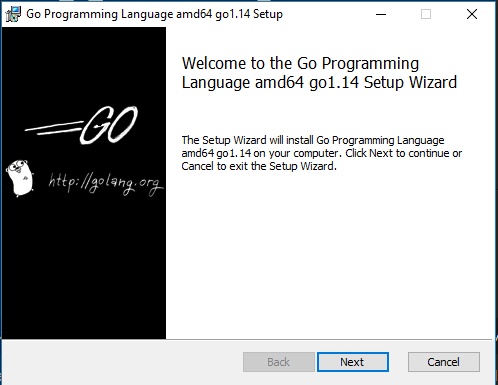 Go Programming Language amd64 go1.14 Setup
Welcome to the Go Programming
Language amd64 go1.14 Setup Wizard
The Setup Wizard will install Go Programming Language
amd64 go1.14 on your computer. Click Next to continue or
Cancel to exit the Setup Wizard.
GO
http://golang.org
Back
Next
Cancel